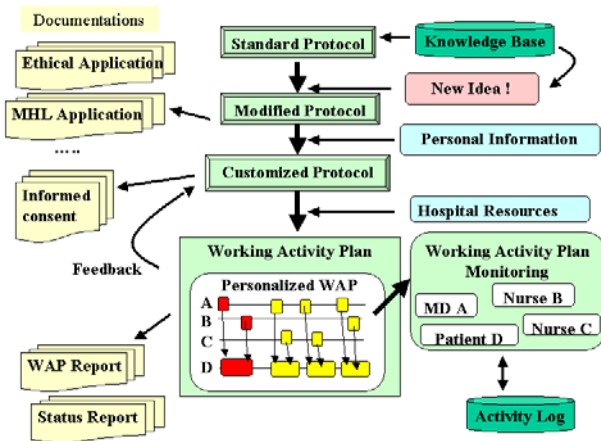 Documentations
Ethical Application
MHL Application
.....
Informed
consent
Feedback
WAP Report
Status Report
Standard Protocol
Knowledge Base
New Idea !
Modified Protocol
Personal Information
Customized Protocol
Hospital Resources
Working Activity Plan
Personalized WAP
A
B
C
D
Working Activity Plan
Monitoring
MD A
Nurse B
Patient D
Nurse C
Activity Log